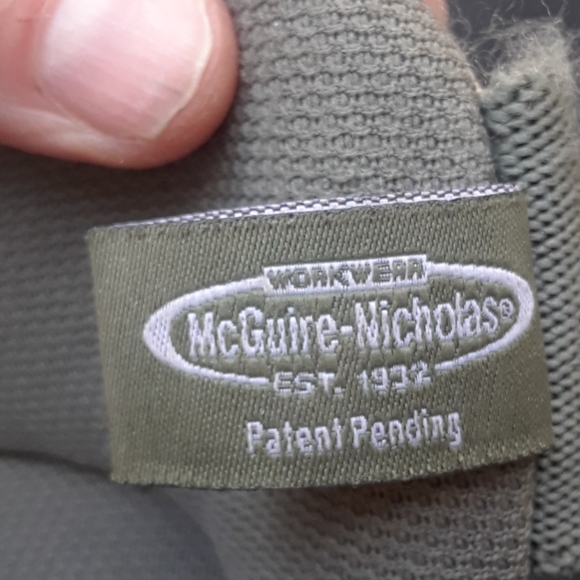 WORKWEAR
McGuire-Nicholas®
EST. 1932
Patent Pending